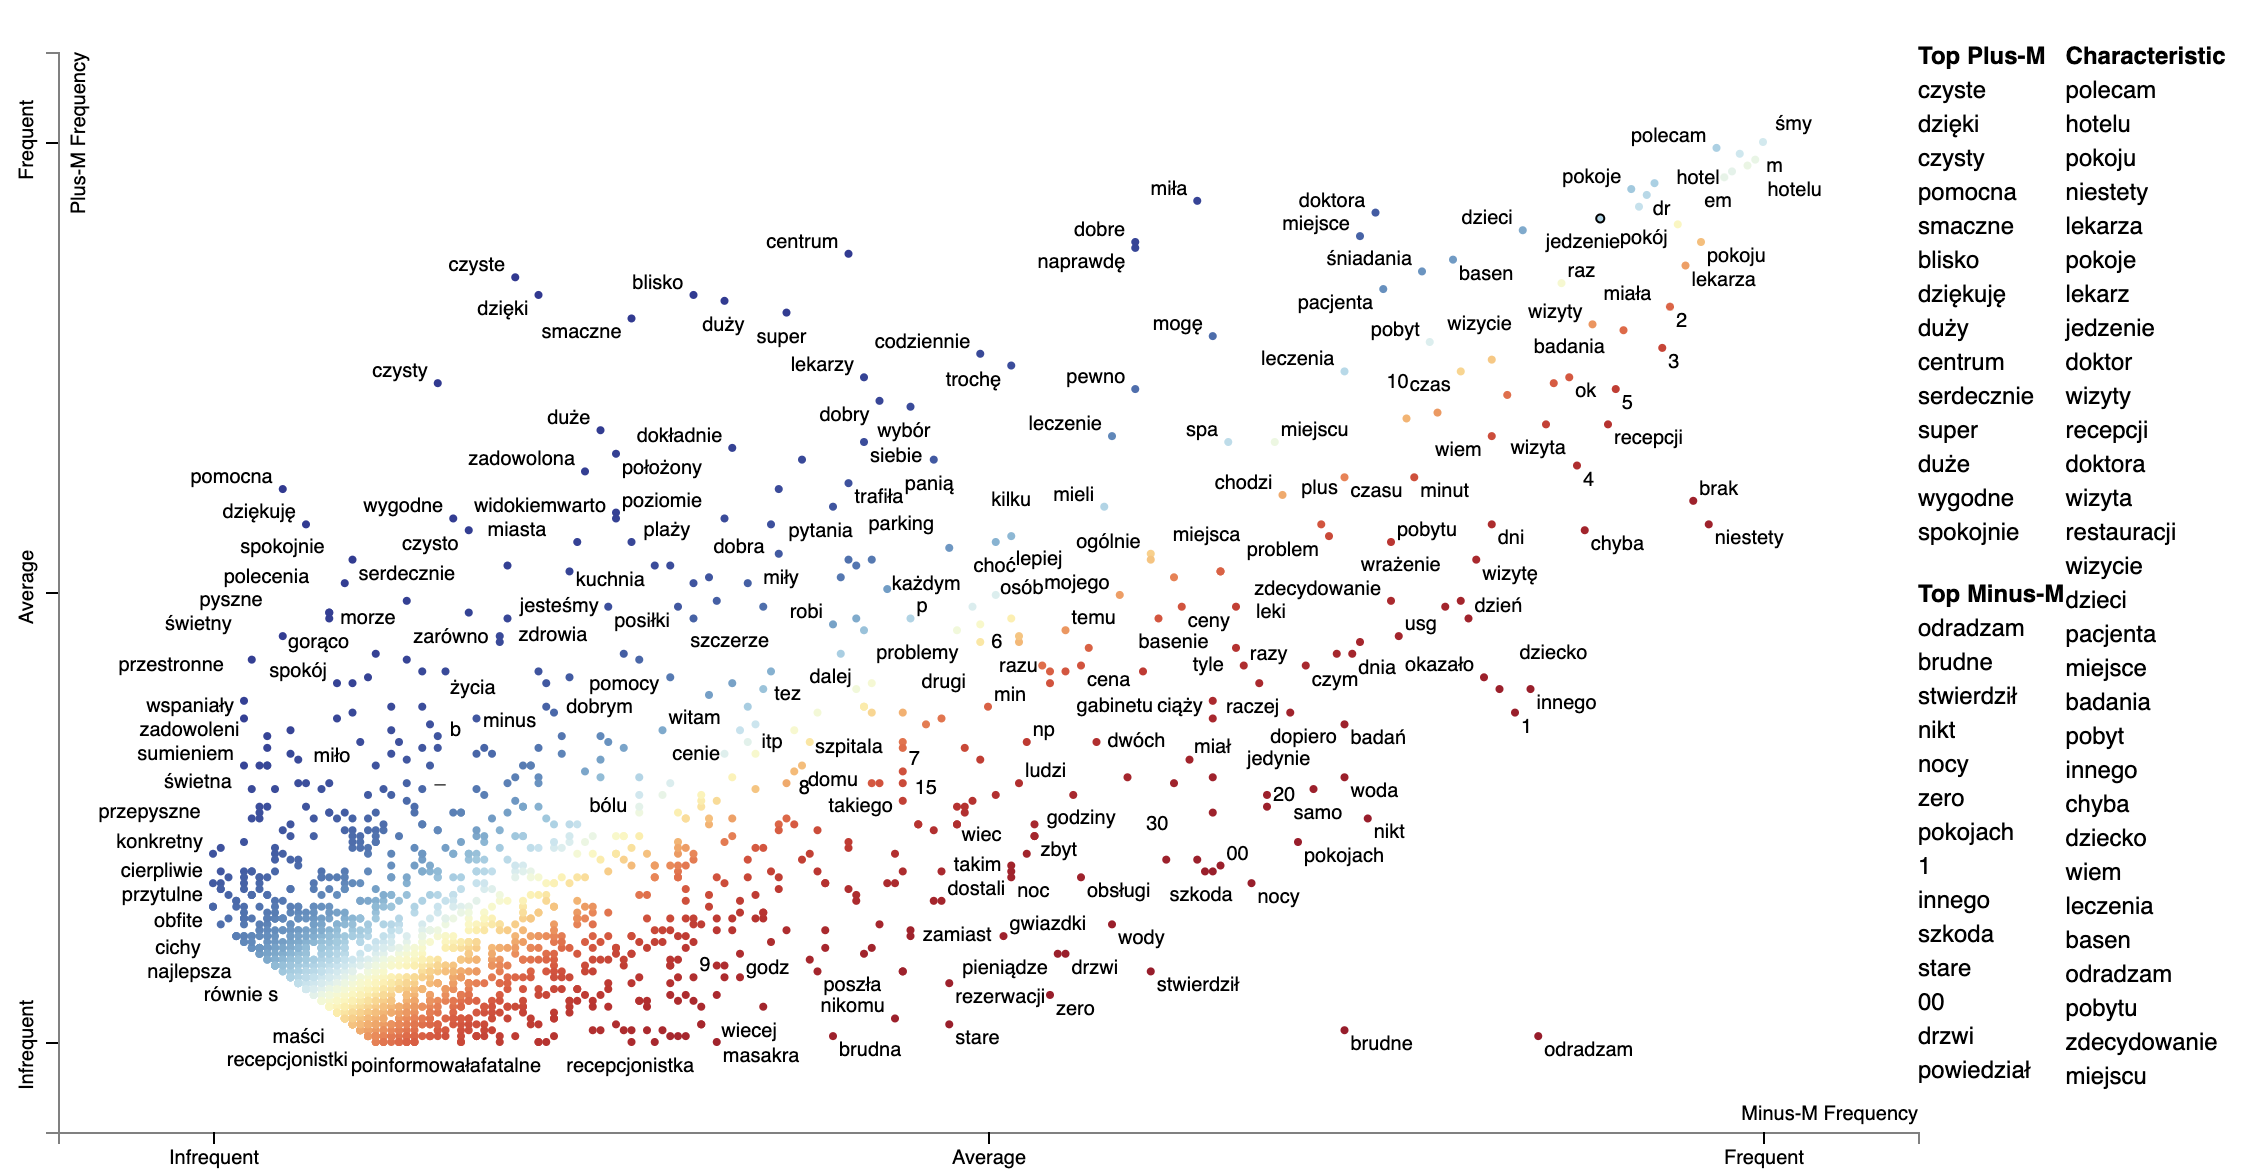 Top Plus-M Characteristic
czyste polecam
dzięki hotelu
czysty pokoju
pomocna niestety
smaczne lekarza
blisko pokoje
dziękuję lekarz
duży jedzenie
centrum doktor
serdecznie wizyty
super recepcji
duże doktora
wygodne wizyta
spokojnie restauracji
wizycie
Top Minus-M dzieci
odradzam pacjenta
brudne miejsce
stwierdził badania
nikt pobyt
nocy innego
zero chyba
pokojach dziecko
1 wiem
innego leczenia
szkoda basen
stare odradzam
00 pobytu
drzwi zdecydowanie
powiedział miejscu
Frequent
Plus-M Frequency
Average
Infrequent
śmy
polecam
m
pokoje
hotel
hotelu
miła
doktora
em
dr
miejsce
dzieci
dobre
centrum
jedzenie
pokój
naprawdę
pokoju
śniadania
czyste
basen
raz
lekarza
blisko
miała
pacjenta
dzięki
wizyty
2
duży
mogę
wizycie
smaczne
pobyt
super
codziennie
badania
leczenia
3
lekarzy
czysty
trochę
pewno
10
czas
ok
5
dobry
duże
leczenie
wybór
spa
miejscu
dokładnie
recepcji
wiem
wizyta
siebie
zadowolona
położony
pomocna
4
panią
chodzi
plus
czasu
minut
brak
trafiła
kilku
mieli
wygodne
widokiem
warto
poziomie
dziękuję
miasta
plaży
pytania
parking
pobytu
dni
niestety
ogólnie
miejsca
czysto
spokojnie
dobra
problem
chyba
choć
lepiej
wrażenie
polecenia
serdecznie
kuchnia
miły
każdym
osób
mojego
wizytę
zdecydowanie
pyszne
jesteśmy
robi
p
leki
dzień
świetny
morze
posiłki
temu
ceny
usg
gorąco
zarówno
zdrowia
szczerze
6
basenie
problemy
razy
dziecko
przestronne
spokój
razu
tyle
dnia
okazało
dalej
drugi
cena
czym
życia
pomocy
tez
min
wspaniały
dobrym
gabinetu
ciąży
raczej
innego
minus
witam
1
zadowoleni
b
np
dwóch
dopiero
badań
itp
szpitala
sumieniem
miło
cenie
7
miał
jedynie
ludzi
świetna
_
8
domu
15
20
woda
przepyszne
bólu
takiego
samo
godziny
30
nikt
konkretny
wiec
zbyt
00
pokojach
cierpliwie
takim
przytulne
dostali
noc
obsługi
szkoda
nocy
obfite
gwiazdki
zamiast
wody
cichy
9
godz
pieniądze
drzwi
najlepsza
poszła
stwierdził
równie
s
nikomu
rezerwacji
zero
maści
wiecej
stare
brudna
brudne
odradzam
recepcjonistki
poinformowała
fatalne
recepcjonistka
masakra
Minus-M Frequency
Infrequent
Average
Frequent